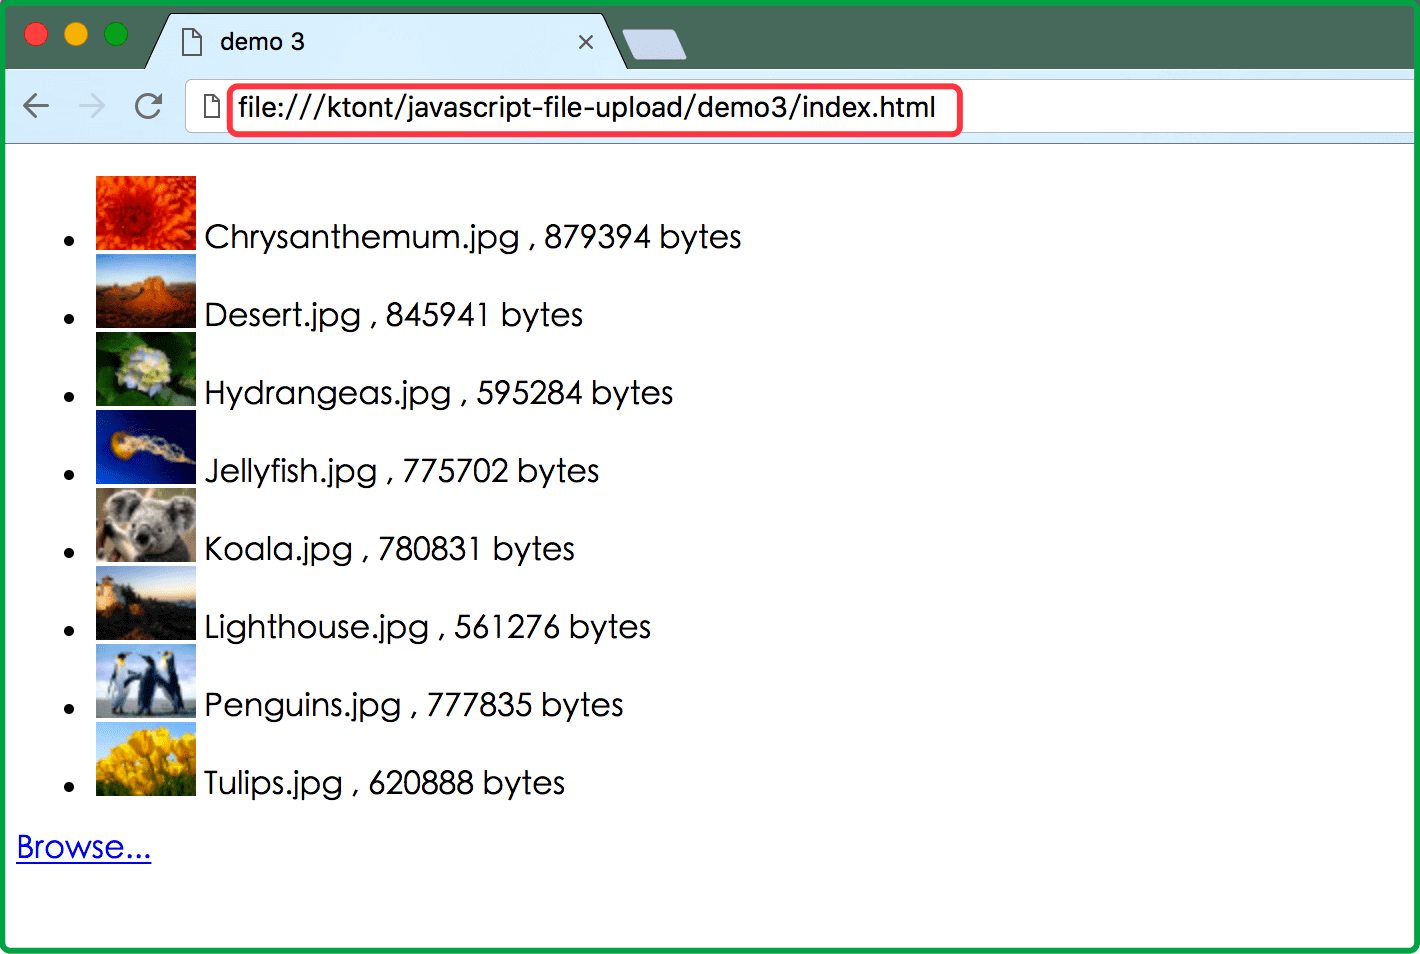 demo 3
file:///ktont/javascript-file-upload/demo3/index.html
Chrysanthemum.jpg , 879394 bytes
Desert.jpg , 845941 bytes
Hydrangeas.jpg , 595284 bytes
Jellyfish.jpg , 775702 bytes
Koala.jpg , 780831 bytes
Lighthouse.jpg , 561276 bytes
Penguins.jpg , 777835 bytes
Tulips.jpg , 620888 bytes
Browse...